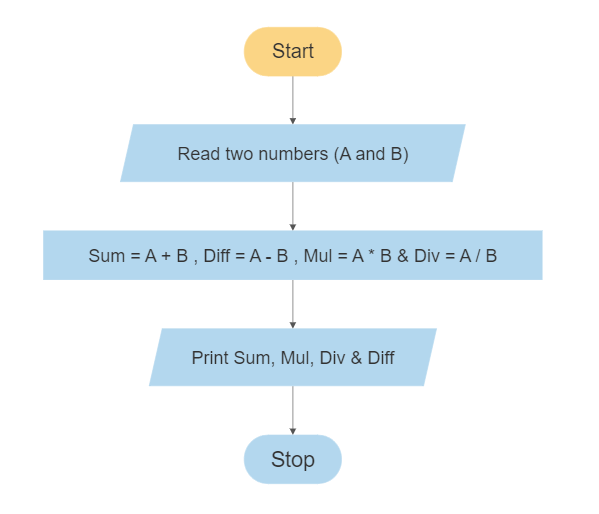 Start
Read two numbers (A and B)
Sum = A + B , Diff = A - B , Mul = A * B & Div = A / B
Print Sum, Mul, Div & Diff
Stop